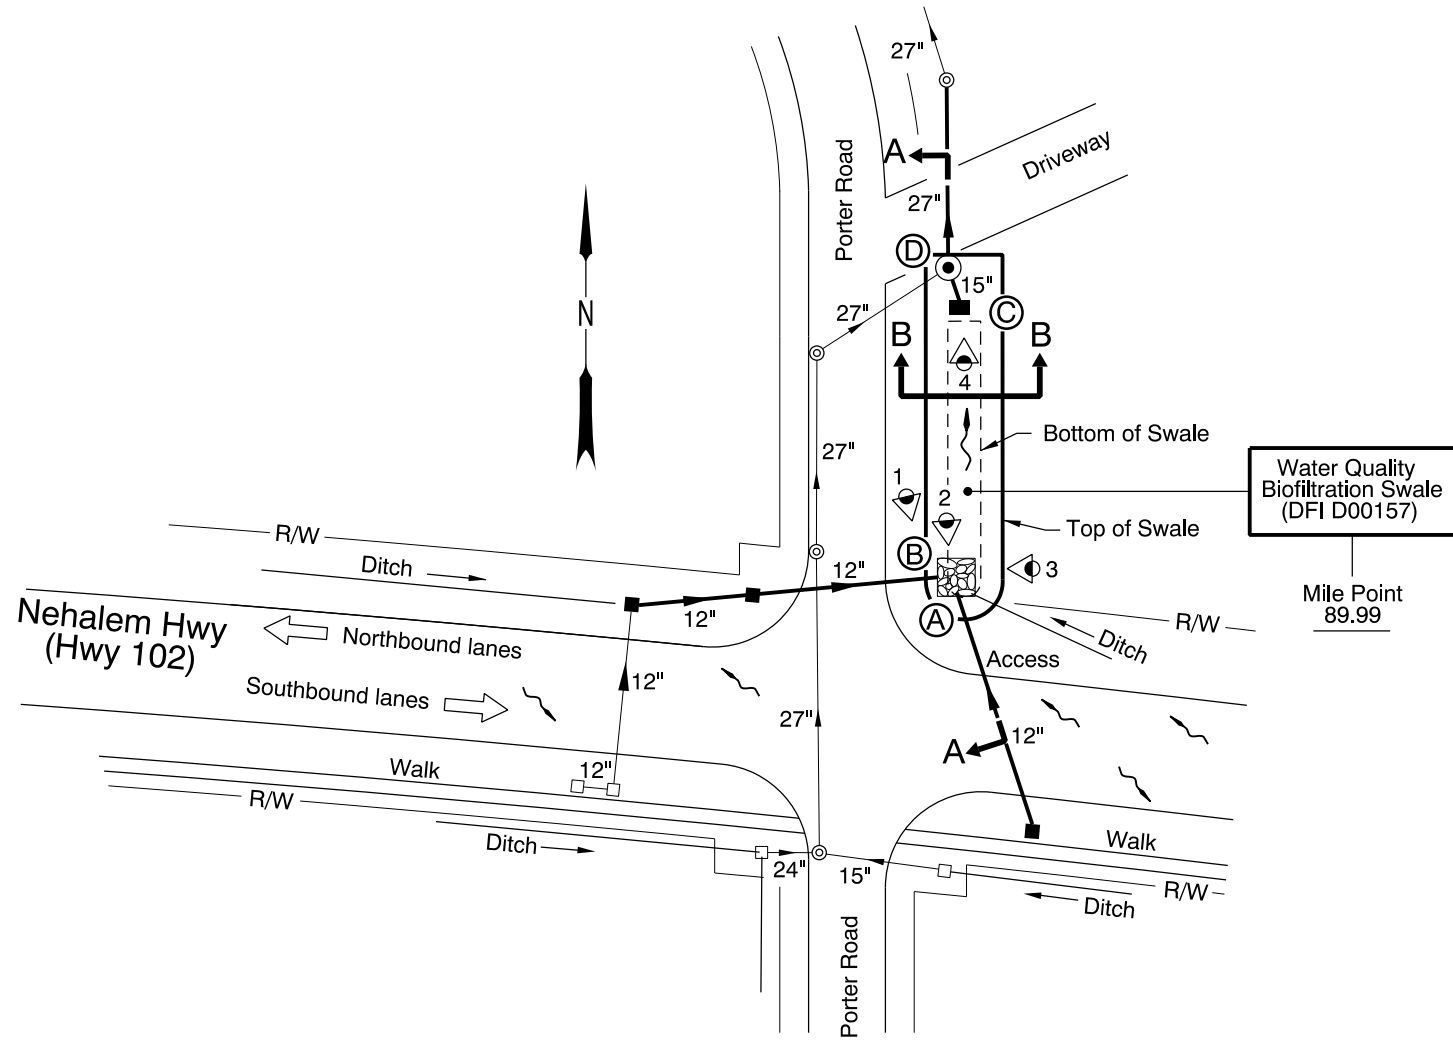 27"
A
Driveway
Porter Road
27"
D
15"
27"
C
B
B
4
N
27"
Bottom of Swale
Water Quality
Biofiltration Swale
(DFI D00157)
1
2
Top of Swale
R/W
Ditch
B
12"
3
Mile Point
89.99
Nehalem Hwy
(Hwy 102)
12"
A
R/W
Northbound lanes
Ditch
Access
Southbound lanes
12"
27"
A
12"
Walk
12"
R/W
Walk
Ditch
24"
15"
R/W
Ditch
Porter Road